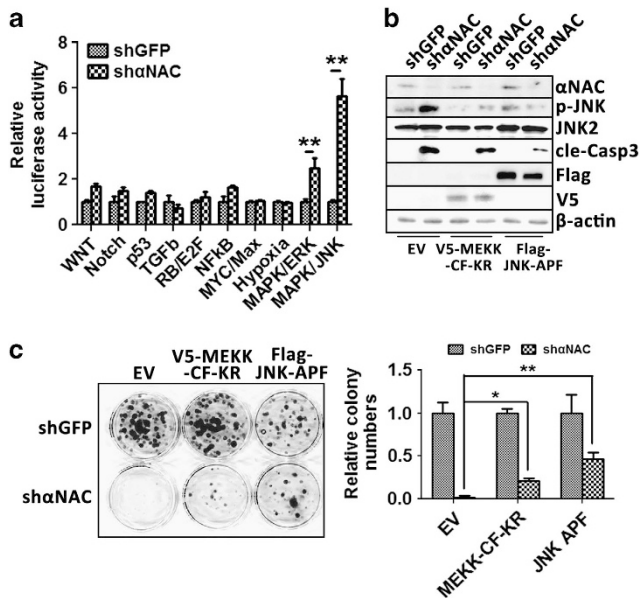 a
Relative
luciferase activity
8
6
4
2
0
shGFP
shαNAC
**
**
WNT
Notch
p53
TGFb
RB/E2F
NFkB
MYC/Max
Hypoxia
MAPK/ERK
MAPK/JNK
b
shGFP
shαNAC
shGFP
shαNAC
shGFP
shαNAC
αNAC
p-JNK
JNK2
cle-Casp3
Flag
V5
β-actin
EV
V5-MEKK
-CF-KR
Flag-
JNK-APF
c
EV
V5-MEKK
-CF-KR
Flag-
JNK-APF
shGFP
shαNAC
Relative colony
numbers
shGFP
shαNAC
1.5
1.0
0.5
0.0
**
*
EV
MEKK-CF-KR
JNK APF